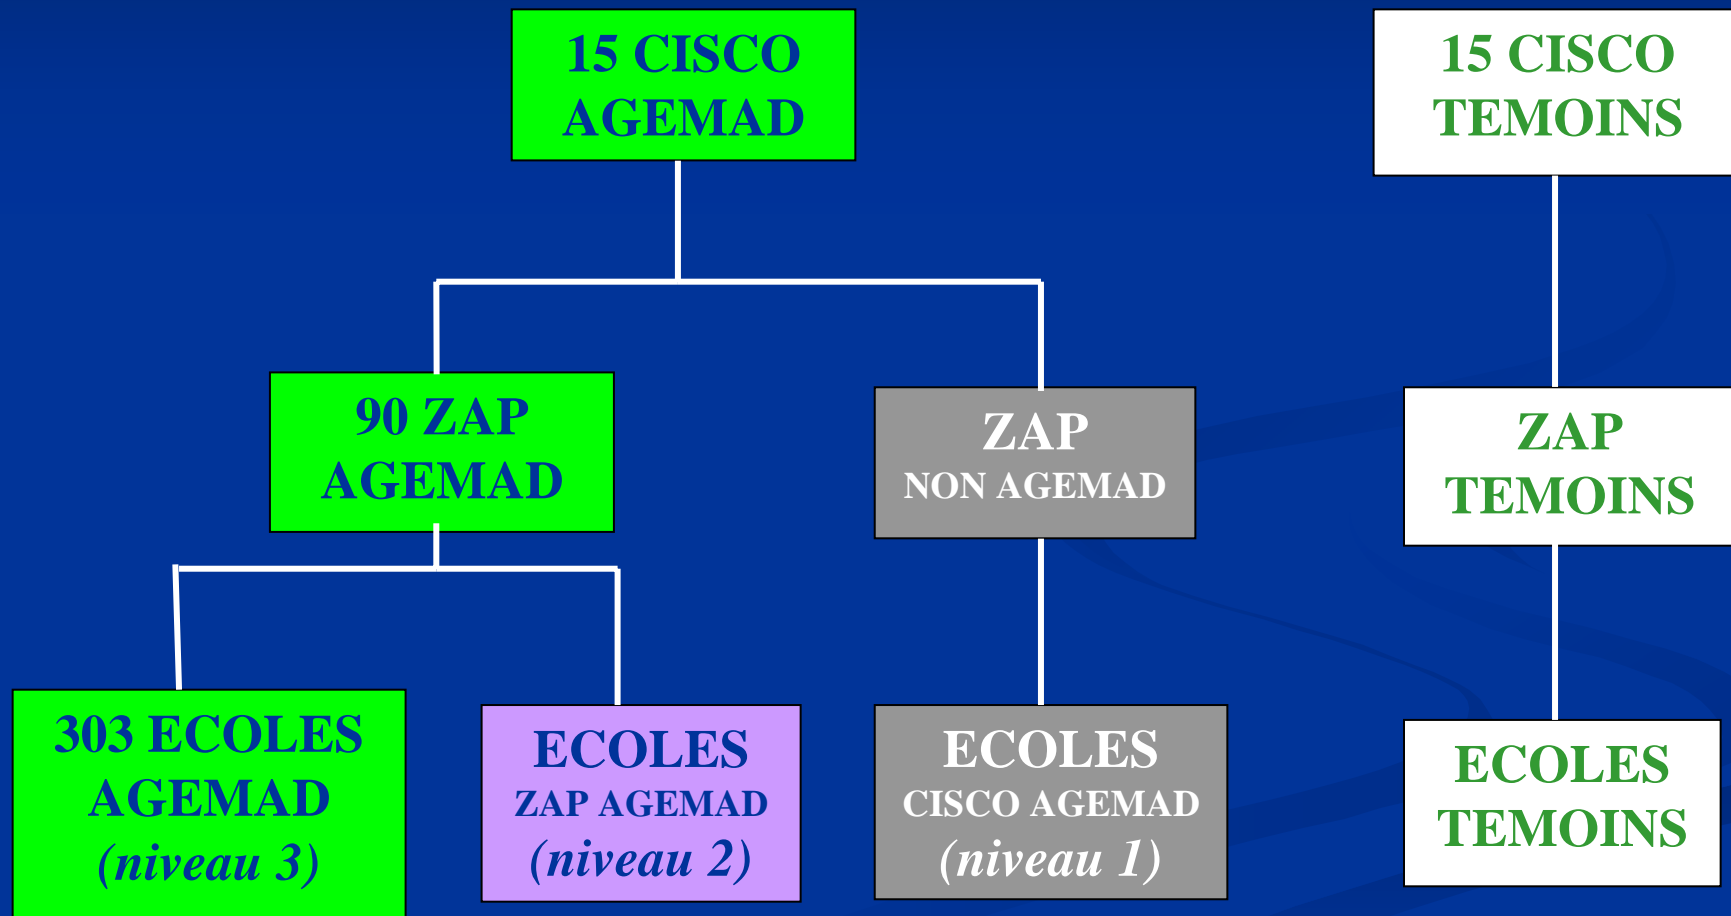 15 CISCO
AGEMAD
15 CISCO
TEMOINS
90 ZAP
AGEMAD
ZAP
NON AGEMAD
ZAP
TEMOINS
303 ECOLES
AGEMAD
(niveau 3)
ECOLES
ZAP AGEMAD
(niveau 2)
ECOLES
CISCO AGEMAD
(niveau 1)
ECOLES
TEMOINS